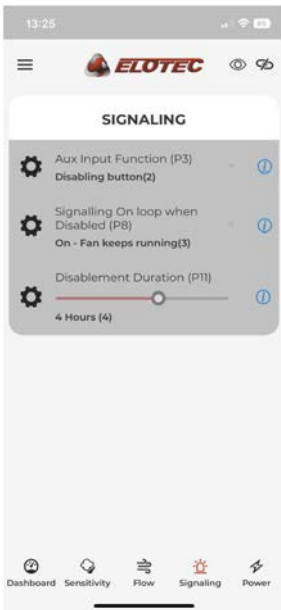 13:25
ELOTEC
SIGNALING
Aux Input Function (P3)
Disabling button(2)
Signalling On loop when
Disabled (P8)
On - Fan keeps running(3)
Disablement Duration (P11)
4 Hours (4)
Dashboard Sensitivity Flow Signaling Power